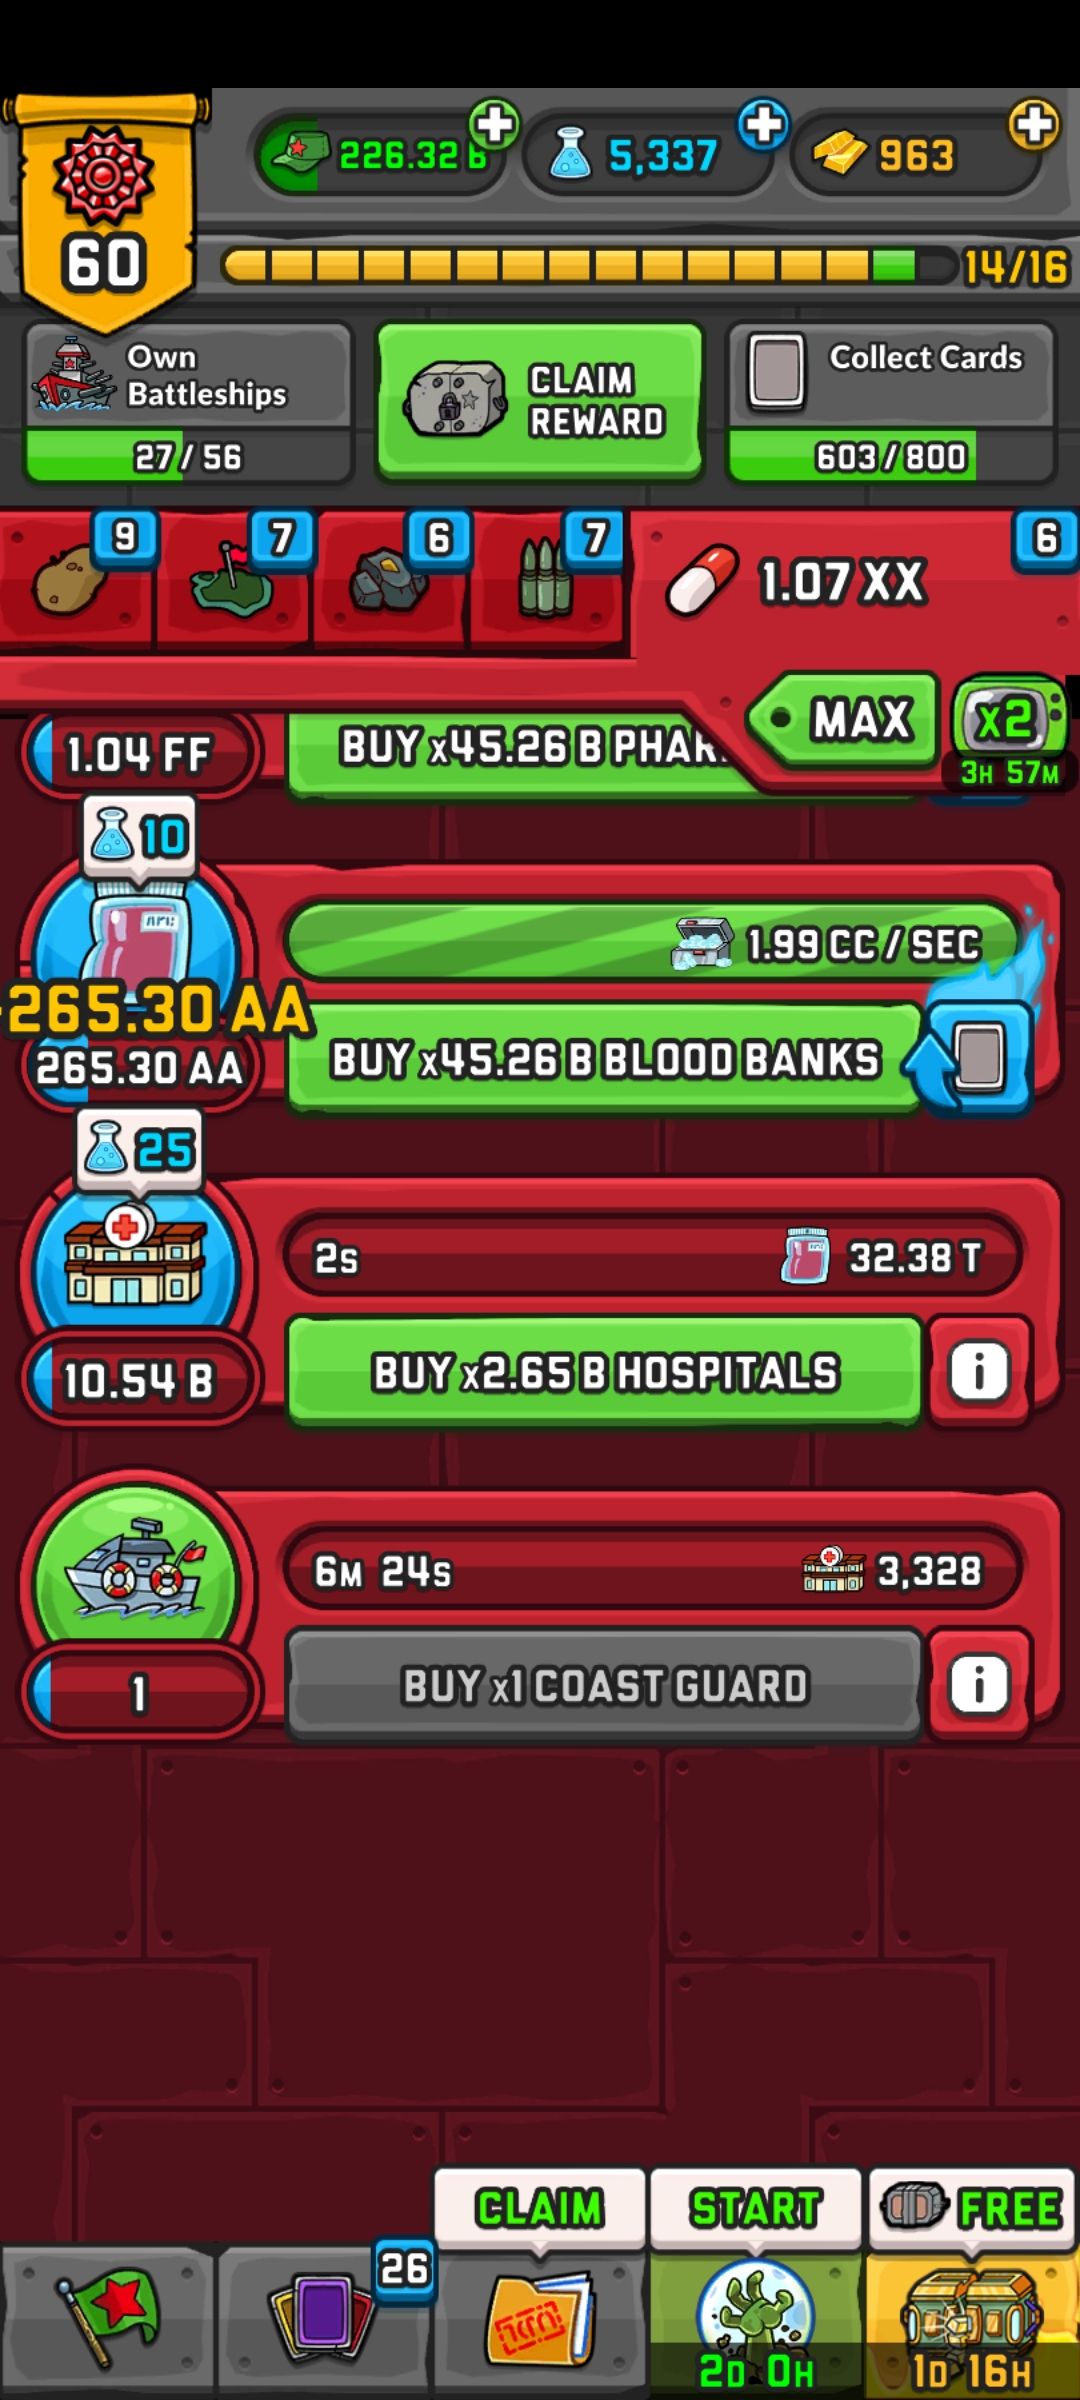 60
226.32 B
5,337
963
14/16
Own
Battleships
27/56
CLAIM
REWARD
Collect Cards
603/800
9
7
6
7
1.07 XX
6
MAX
x2
3H 57M
1.04 FF
BUY x45.26 B PHAR
10
1.99 CC / SEC
265.30 AA
265.30 AA
BUY x45.26 B BLOOD BANKS
25
2S
32.38 T
10.54 B
BUY x2.65 B HOSPITALS
i
6M 24S
3,328
1
BUY x1 COAST GUARD
i
CLAIM
START
FREE
26
2D 0H
1D 16H